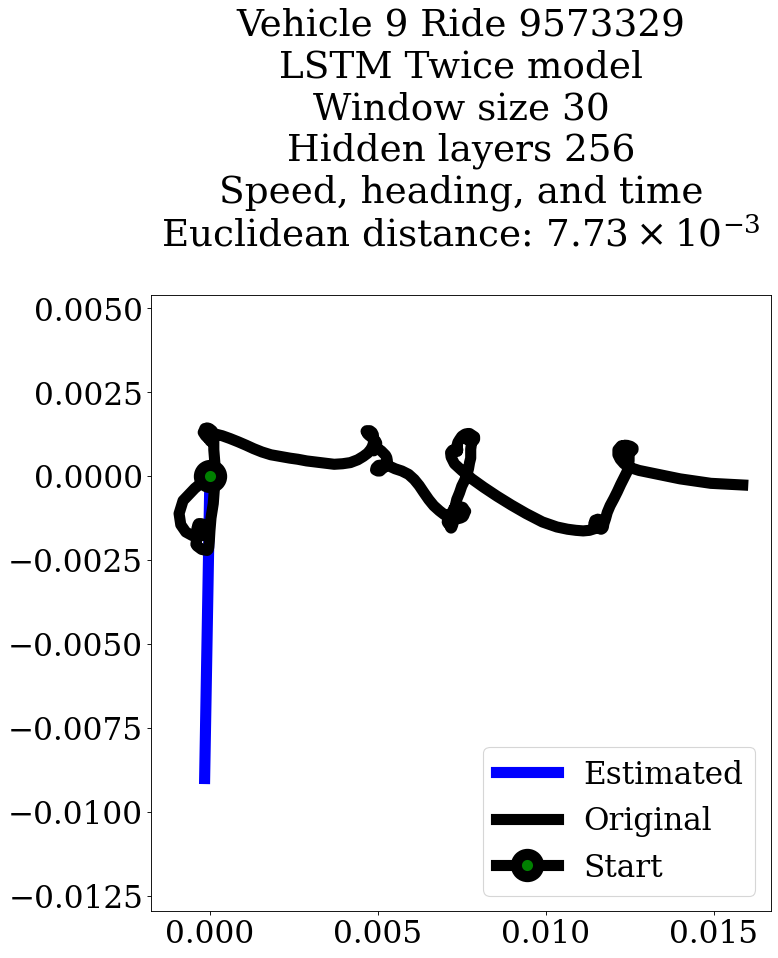 Vehicle 9 Ride 9573329
LSTM Twice model
Window size 30
Hidden layers 256
Speed, heading, and time
Euclidean distance: 7.73 × 10⁻³
0.0050
0.0025
0.0000
−0.0025
−0.0050
−0.0075
−0.0100
−0.0125
Estimated
Original
Start
0.000 0.005 0.010 0.015